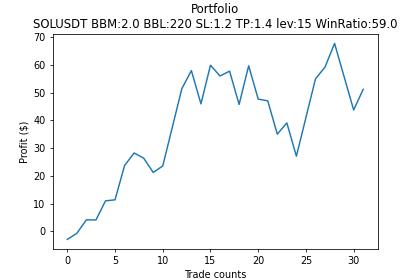 Portfolio
SOLUSDT BBM:2.0 BBL:220 SL:1.2 TP:1.4 lev:15 WinRatio:59.0
70
60
50
40
30
20
10
0
Profit ($)
0 5 10 15 20 25 30
Trade counts